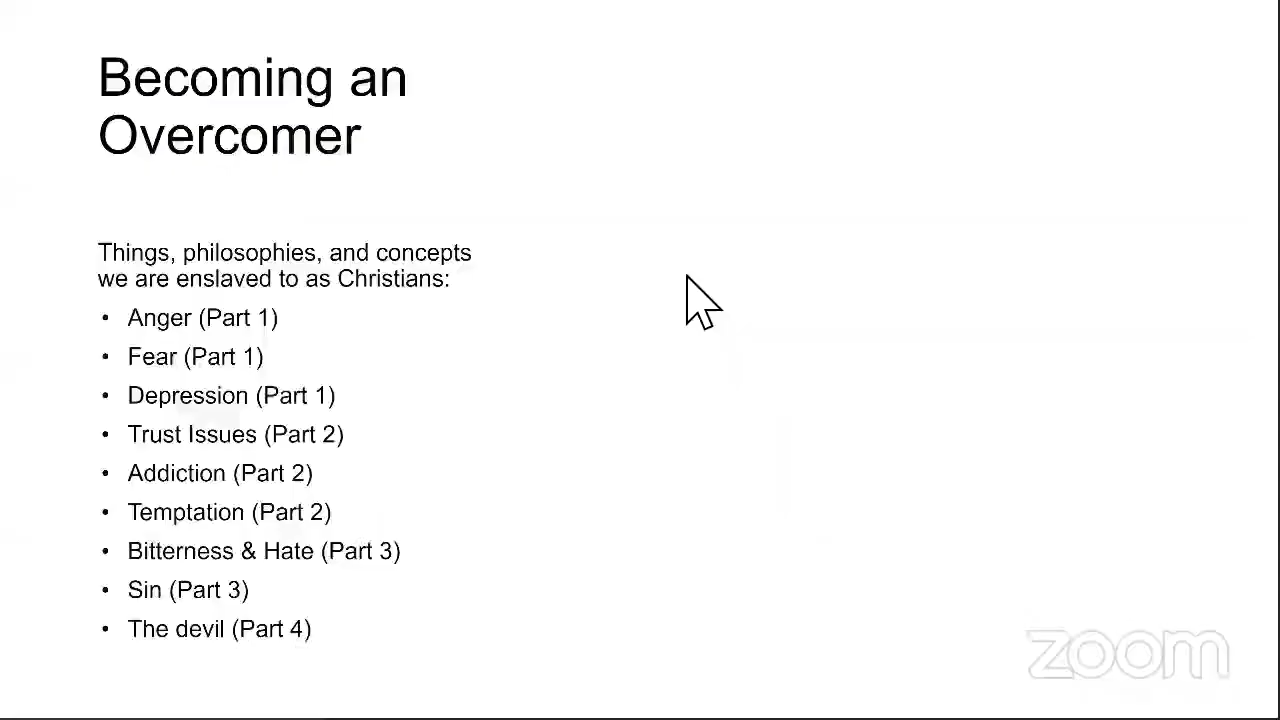 Becoming an
Overcomer
Things, philosophies, and concepts
we are enslaved to as Christians:
• Anger (Part 1)
• Fear (Part 1)
• Depression (Part 1)
• Trust Issues (Part 2)
• Addiction (Part 2)
• Temptation (Part 2)
• Bitterness & Hate (Part 3)
• Sin (Part 3)
• The devil (Part 4)
zoom